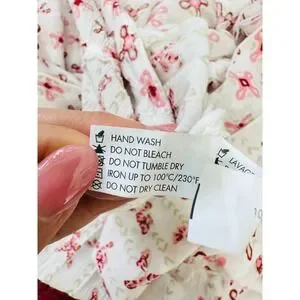 HAND WASH
DO NOT BLEACH
DO NOT TUMBLE DRY
IRON UP TO 100°C/230°F
DO NOT DRY CLEAN